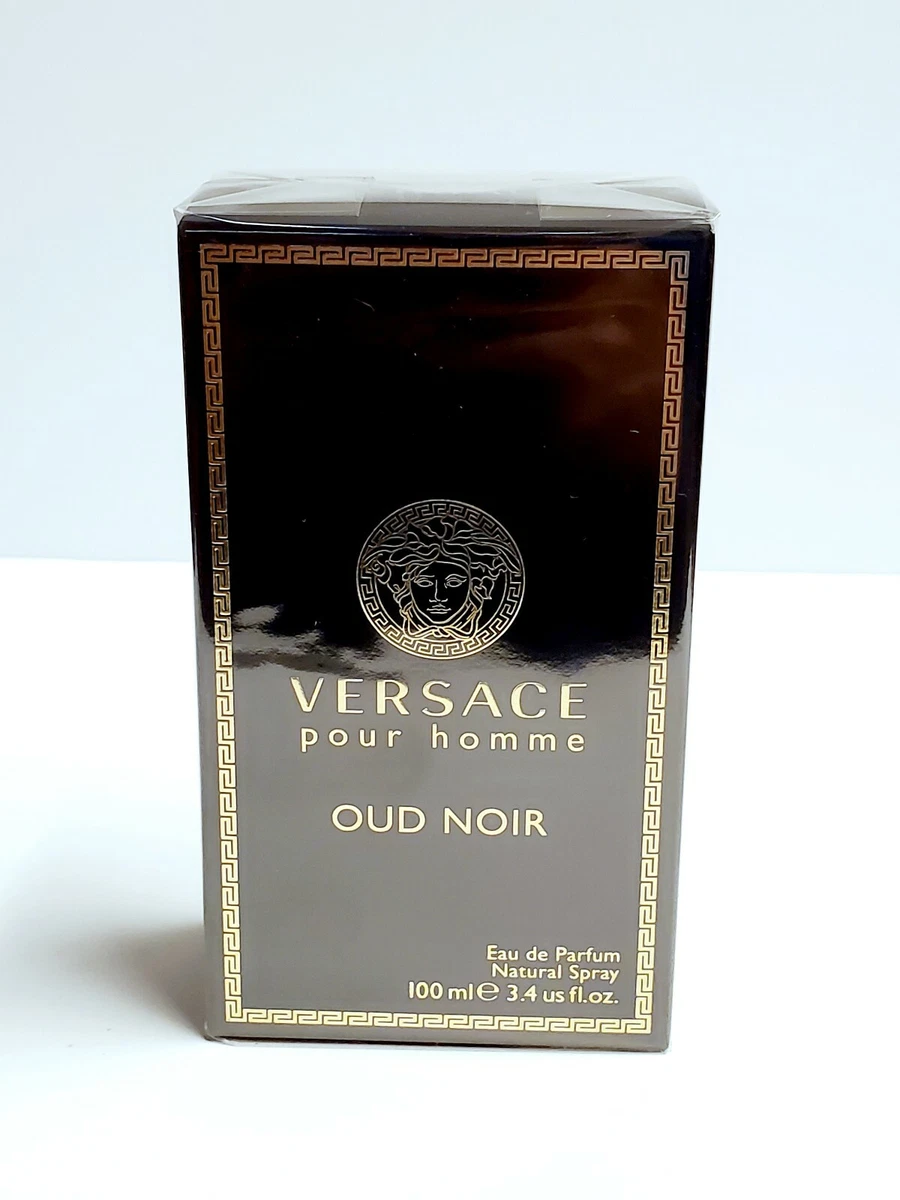 VERSACE
pour homme
OUD NOIR
Eau de Parfum
Natural Spray
100 ml ℮ 3.4 us fl.oz.